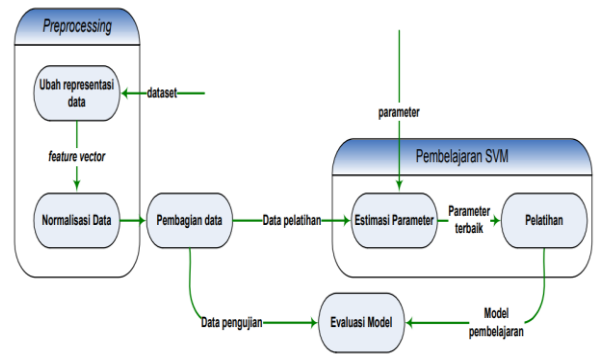 Preprocessing
Ubah representasi
data
dataset
feature vector
Normalisasi Data
Pembagian data
Data pelatihan
parameter
Pembelajaran SVM
Estimasi Parameter
Parameter
terbaik
Pelatihan
Data pengujian
Evaluasi Model
Model
pembelajaran